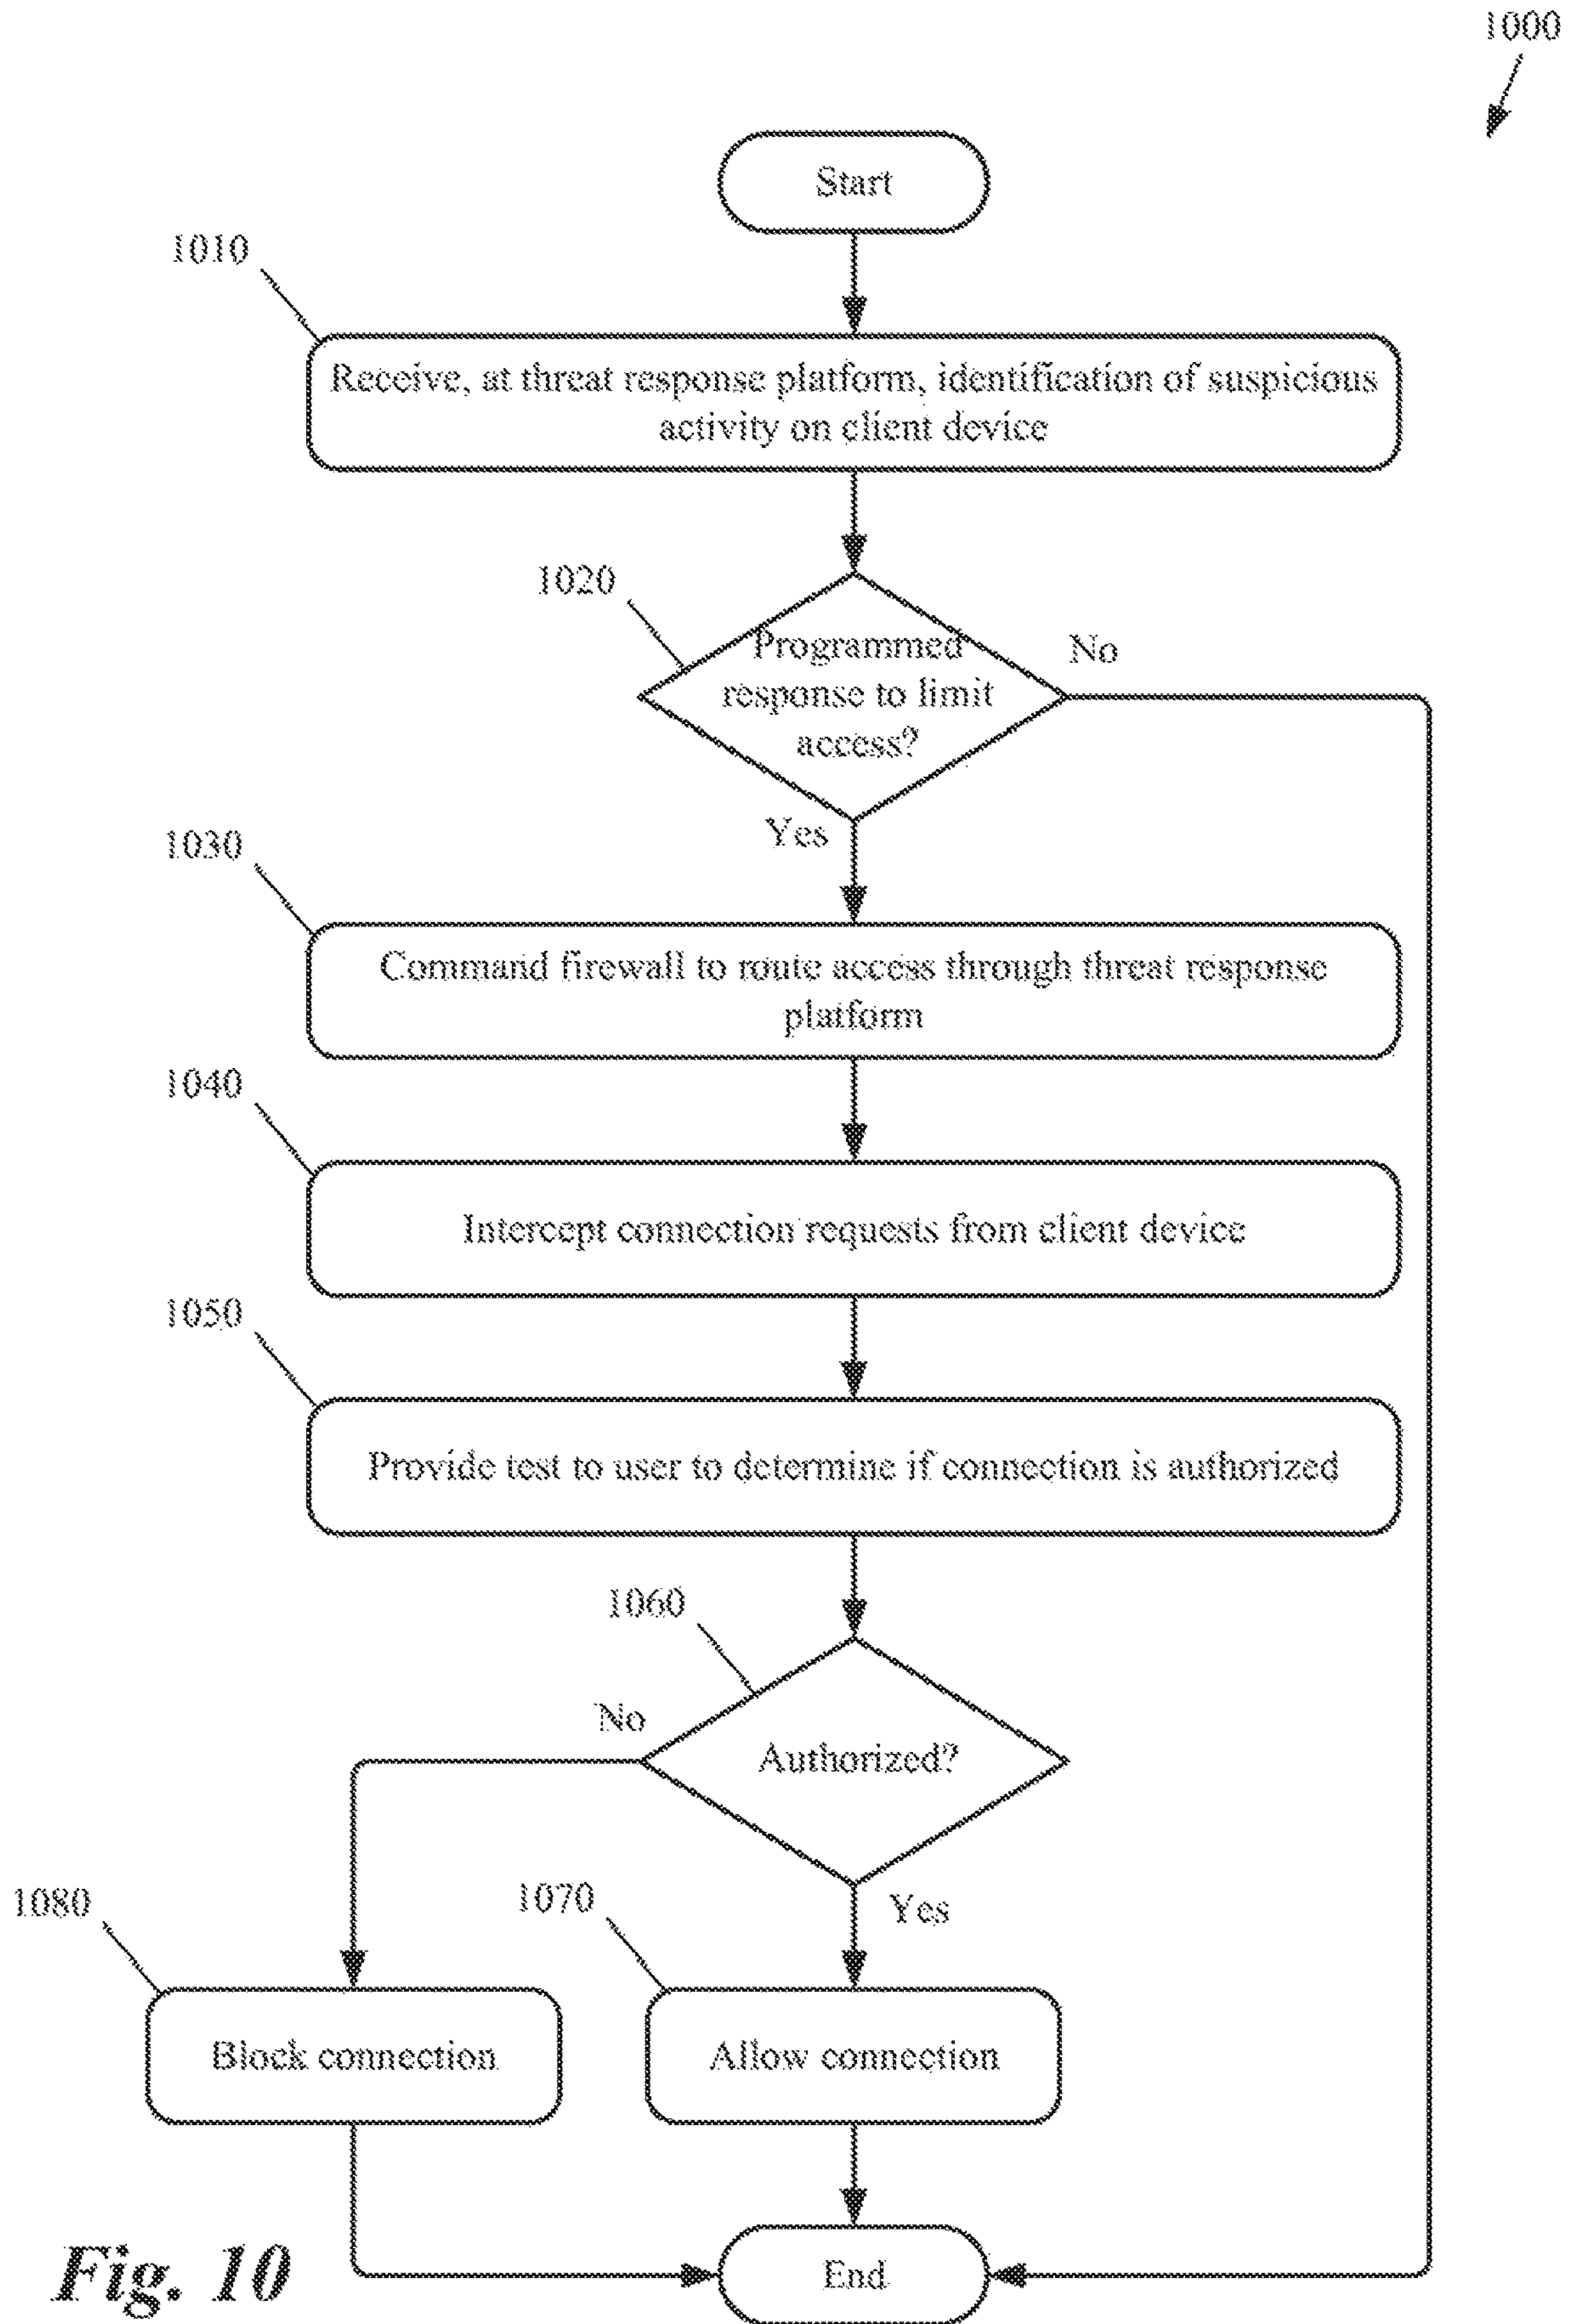 1000
Start
1010
Receive, at threat response platform, identification of suspicious
activity on client device
1020
Programmed
response to limit
access?
No
Yes
1030
Command firewall to route access through threat response
platform
1040
Intercept connection requests from client device
1050
Provide test to user to determine if connection is authorized
1060
No
Authorized?
Yes
1080
1070
Block connection
Allow connection
End
Fig. 10